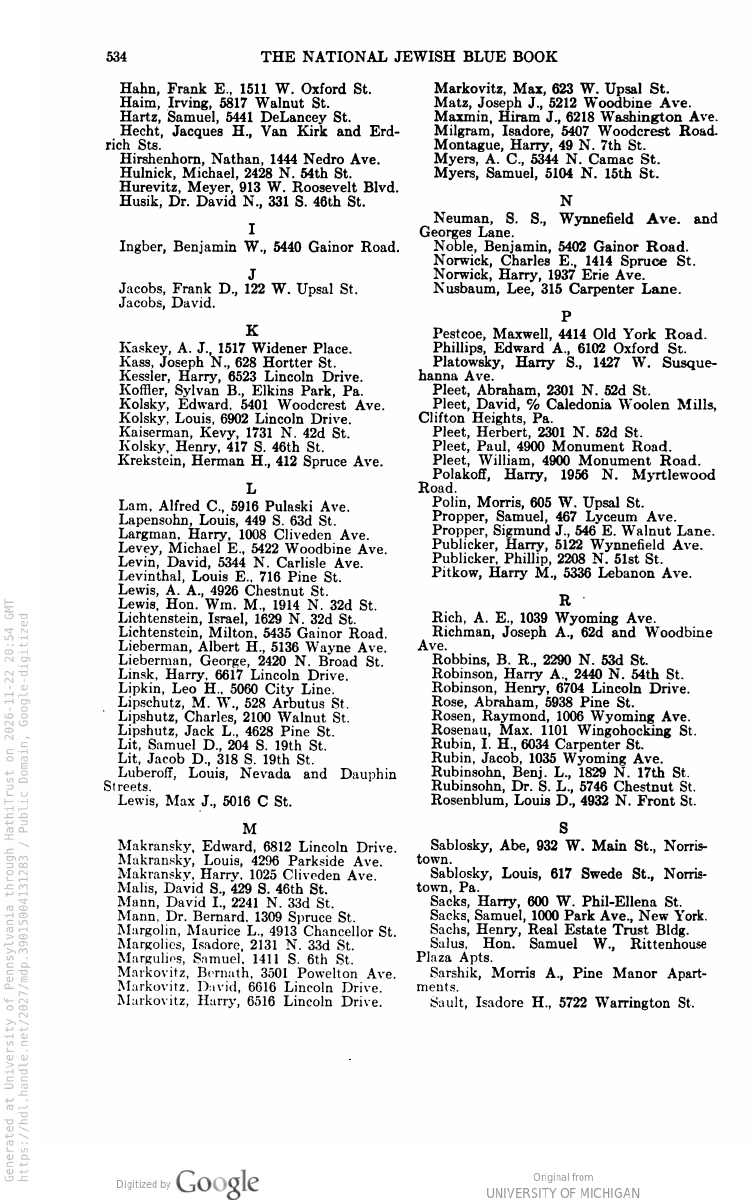 534
THE NATIONAL JEWISH BLUE BOOK
Hahn, Frank E., 1511 W. Oxford St.
Haim, Irving, 5817 Walnut St.
Hartz, Samuel, 5441 DeLancey St.
Hecht, Jacques H., Van Kirk and Erd-
rich Sts.
Hirshenhorn, Nathan, 1444 Nedro Ave.
Hulnick, Michael, 2428 N. 54th St.
Hurevitz, Meyer, 913 W. Roosevelt Blvd.
Husik, Dr. David N., 331 S. 46th St.
I
Ingber, Benjamin W., 5440 Gainor Road.
J
Jacobs, Frank D., 122 W. Upsal St.
Jacobs, David.
K
Kaskey, A. J., 1517 Widener Place.
Kass, Joseph N., 628 Hortter St.
Kessler, Harry, 6523 Lincoln Drive.
Koffler, Sylvan B., Elkins Park, Pa.
Kolsky, Edward, 5401 Woodcrest Ave.
Kolsky, Louis, 6902 Lincoln Drive.
Kaiserman, Kevy, 1731 N. 42d St.
Kolsky, Henry, 417 S. 46th St.
Krekstein, Herman H., 412 Spruce Ave.
L
Lam, Alfred C., 5916 Pulaski Ave.
Lapensohn, Louis, 449 S. 63d St.
Largman, Harry, 1008 Cliveden Ave.
Levey, Michael E., 5422 Woodbine Ave.
Levin, David, 5344 N. Carlisle Ave.
Levinthal, Louis E., 716 Pine St.
Lewis, A. A., 4926 Chestnut St.
Lewis, Hon. Wm. M., 1914 N. 32d St.
Lichtenstein, Israel, 1629 N. 32d St.
Lichtenstein, Milton, 5435 Gainor Road.
Lieberman, Albert H., 5136 Wayne Ave.
Lieberman, George, 2420 N. Broad St.
Linsk, Harry, 6617 Lincoln Drive.
Lipkin, Leo H., 5060 City Line.
Lipschutz, M. W., 528 Arbutus St.
Lipshutz, Charles, 2100 Walnut St.
Lipshutz, Jack L., 4628 Pine St.
Lit, Samuel D., 204 S. 19th St.
Lit, Jacob D., 318 S. 19th St.
Luberoff, Louis, Nevada and Dauphin
Streets.
Lewis, Max J., 5016 C St.
M
Makransky, Edward, 6812 Lincoln Drive.
Makransky, Louis, 4296 Parkside Ave.
Makransky, Harry, 1025 Cliveden Ave.
Malis, David S., 429 S. 46th St.
Mann, David I., 2241 N. 33d St.
Mann, Dr. Bernard, 1309 Spruce St.
Margolin, Maurice L., 4913 Chancellor St.
Margolies, Isadore, 2131 N. 33d St.
Margulies, Samuel, 1411 S. 6th St.
Markovitz, Bernath, 3501 Powelton Ave.
Markovitz, David, 6616 Lincoln Drive.
Markovitz, Harry, 6516 Lincoln Drive.
Markovitz, Max, 623 W. Upsal St.
Matz, Joseph J., 5212 Woodbine Ave.
Maxmin, Hiram J., 6218 Washington Ave.
Milgram, Isadore, 5407 Woodcrest Road.
Montague, Harry, 49 N. 7th St.
Myers, A. C., 5344 N. Camac St.
Myers, Samuel, 5104 N. 15th St.
N
Neuman, S. S., Wynnefield Ave. and
Georges Lane.
Noble, Benjamin, 5402 Gainor Road.
Norwick, Charles E., 1414 Spruce St.
Norwick, Harry, 1937 Erie Ave.
Nusbaum, Lee, 315 Carpenter Lane.
P
Pestcoe, Maxwell, 4414 Old York Road.
Phillips, Edward A., 6102 Oxford St.
Platowsky, Harry S., 1427 W. Susque-
hanna Ave.
Pleet, Abraham, 2301 N. 52d St.
Pleet, David, % Caledonia Woolen Mills,
Clifton Heights, Pa.
Pleet, Herbert, 2301 N. 52d St.
Pleet, Paul, 4900 Monument Road.
Pleet, William, 4900 Monument Road.
Polakoff, Harry, 1956 N. Myrtlewood
Road.
Polin, Morris, 605 W. Upsal St.
Propper, Samuel, 467 Lyceum Ave.
Propper, Sigmund J., 546 E. Walnut Lane.
Publicker, Harry, 5122 Wynnefield Ave.
Publicker, Phillip, 2208 N. 51st St.
Pitkow, Harry M., 5336 Lebanon Ave.
R
Rich, A. E., 1039 Wyoming Ave.
Richman, Joseph A., 62d and Woodbine
Ave.
Robbins, B. R., 2290 N. 53d St.
Robinson, Harry A., 2440 N. 54th St.
Robinson, Henry, 6704 Lincoln Drive.
Rose, Abraham, 5938 Pine St.
Rosen, Raymond, 1006 Wyoming Ave.
Rosenau, Max. 1101 Wingohocking St.
Rubin, I. H., 6034 Carpenter St.
Rubin, Jacob, 1035 Wyoming Ave.
Rubinsohn, Benj. L., 1829 N. 17th St.
Rubinsohn, Dr. S. L., 5746 Chestnut St.
Rosenblum, Louis D., 4932 N. Front St.
S
Sablosky, Abe, 932 W. Main St., Norris-
town.
Sablosky, Louis, 617 Swede St., Norris-
town, Pa.
Sacks, Harry, 600 W. Phil-Ellena St.
Sacks, Samuel, 1000 Park Ave., New York.
Sachs, Henry, Real Estate Trust Bldg.
Salus, Hon. Samuel W., Rittenhouse
Plaza Apts.
Sarshik, Morris A., Pine Manor Apart-
ments.
Sault, Isadore H., 5722 Warrington St.
Generated at University of Pennsylvania through HathiTrust on 2026-11-22 20:54 GMT
https://hdl.handle.net/2027/mdp.39015004131283 / Public Domain, Google-digitized
Digitized by Google
Original from
UNIVERSITY OF MICHIGAN